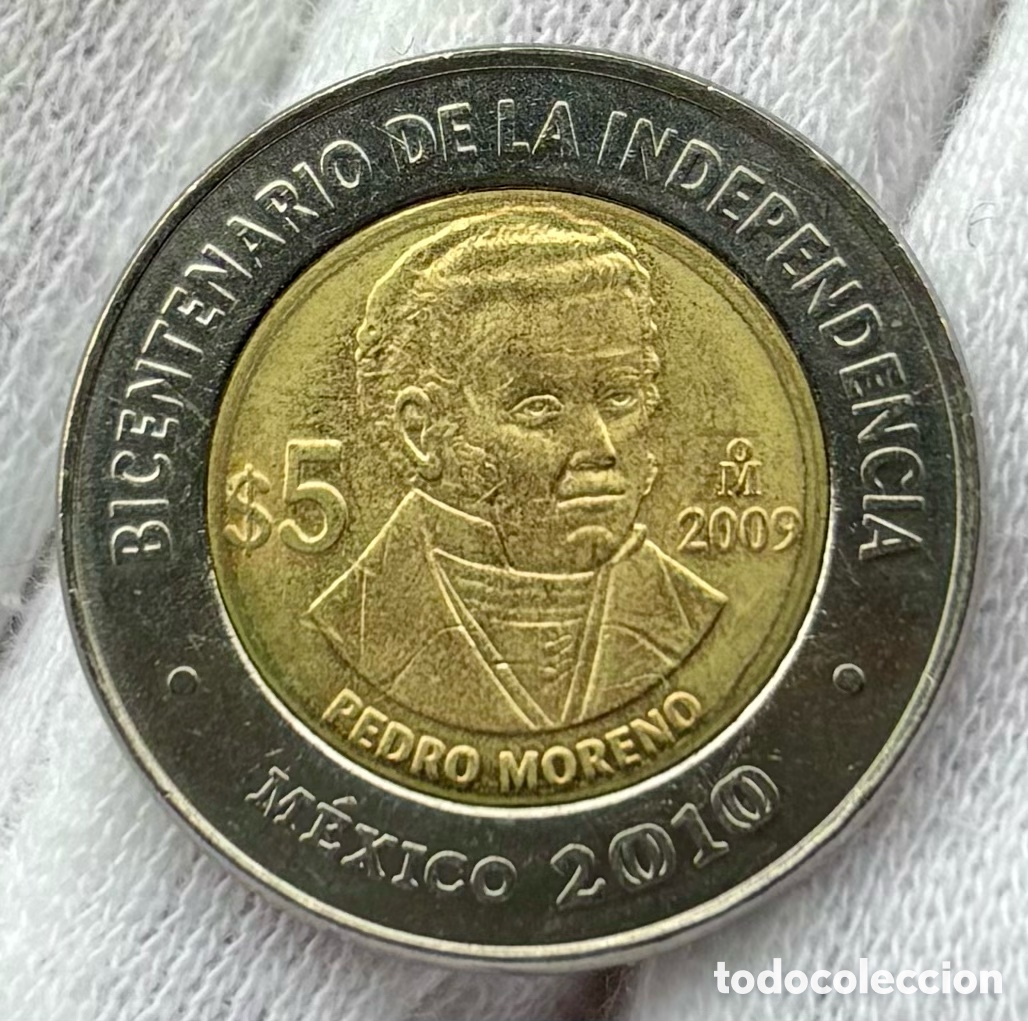 BICENTENARIO DE LA INDEPENDENCIA
$5
M
2009
PEDRO MORENO
MÉXICO 2010
todocoleccion